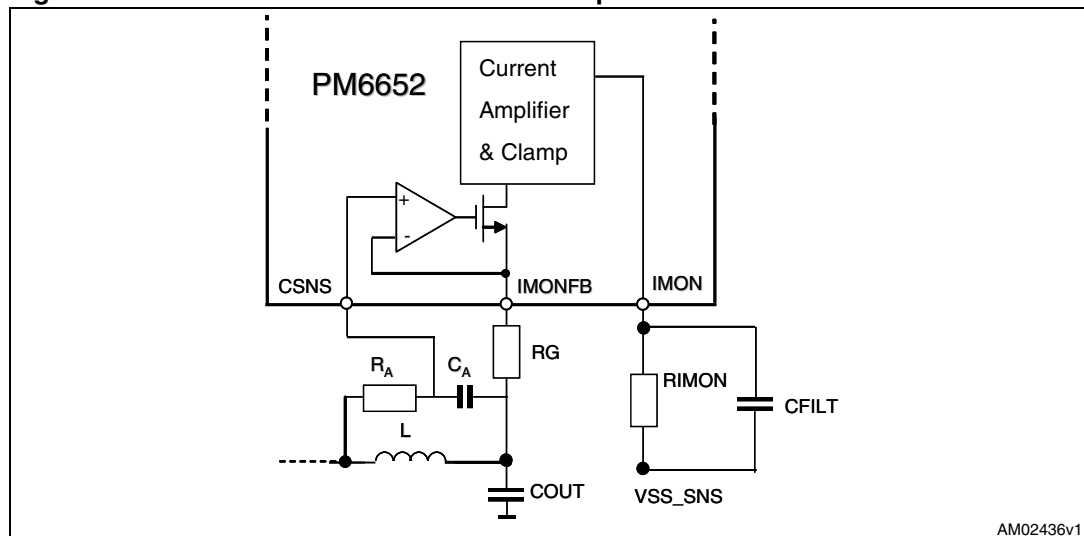 PM6652
Current
Amplifier
& Clamp
+
-
CSNS
IMONFB
IMON
RG
RA
CA
RIMON
CFILT
L
COUT
VSS_SNS
AM02436v1